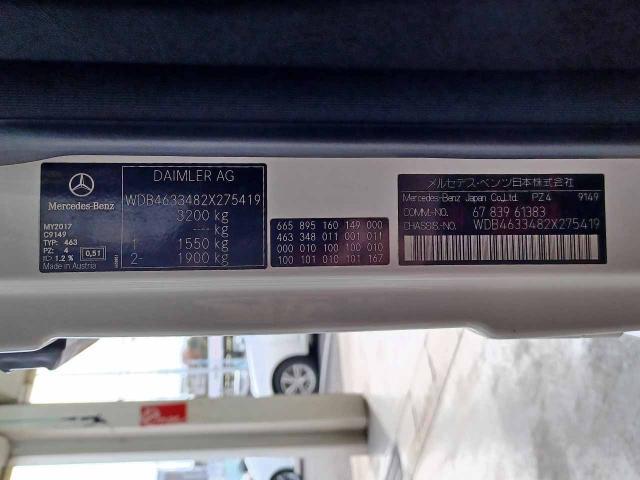 Mercedes-Benz
MY2017
C9149
TYP: 463
PZ: 4
1.2 % 0,51
Made in Austria
DAIMLER AG
WDB4633482X275419
3200 kg
---- kg
1- 1550 kg
2- 1900 kg
665 895 160 149 000
463 348 011 001 011
000 010 100 100 010
100 101 010 101 167
メルセデス・ベンツ日本株式会社
Mercedes-Benz Japan Co.,Ltd. PZ 4 9149
COMM.-NO. 67 839 61383
CHASSIS.-NO. WDB4633482X275419